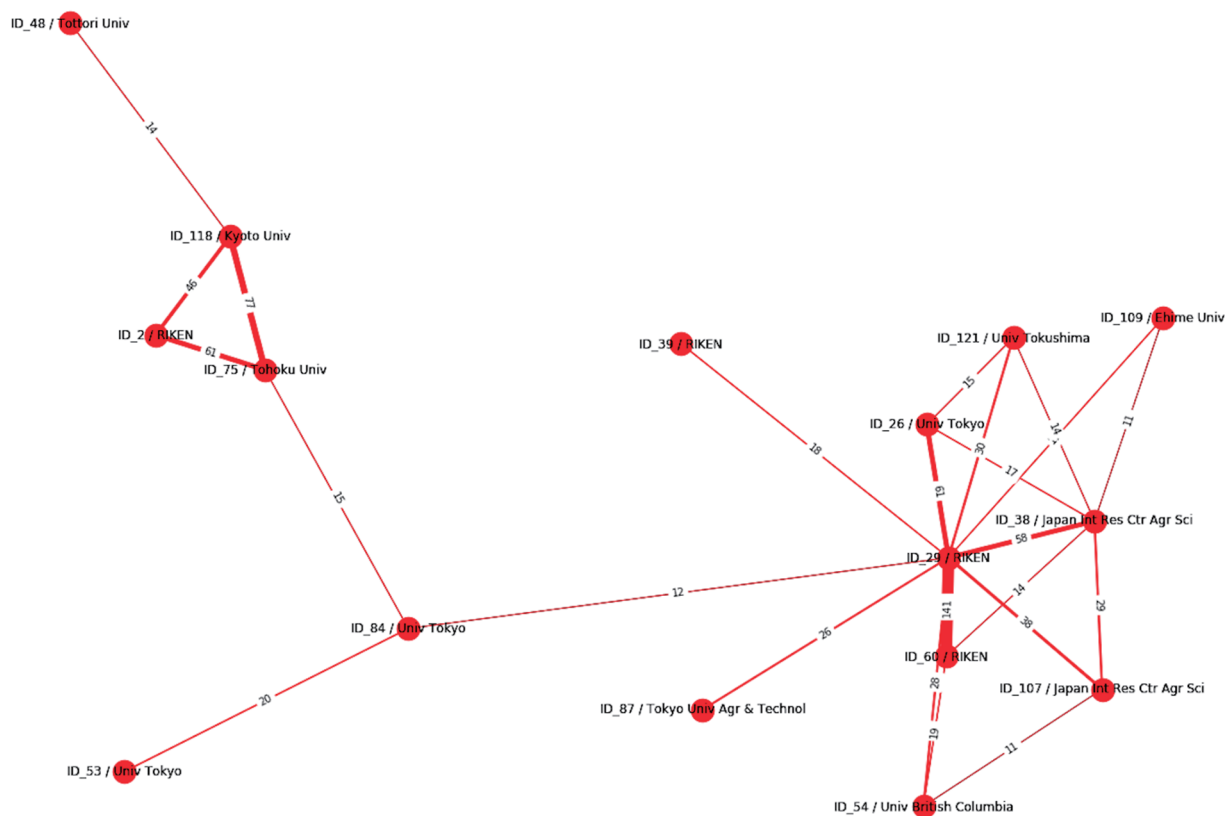 ID_48 / Tottori Univ
14
ID_118 / Kyoto Univ
46
77
ID_2 / RIKEN
61
ID_75 / Tohoku Univ
15
ID_84 / Univ Tokyo
20
ID_53 / Univ Tokyo
12
ID_39 / RIKEN
18
ID_109 / Ehime Univ
ID_121 / Univ Tokushima
15
ID_26 / Univ Tokyo
14
11
30
17
61
ID_38 / Japan Int Res Ctr Agr Sci
58
ID_29 / RIKEN
14
141
29
38
26
ID_60 / RIKEN
28
ID_107 / Japan Int Res Ctr Agr Sci
ID_87 / Tokyo Univ Agr & Technol
19
11
ID_54 / Univ British Columbia